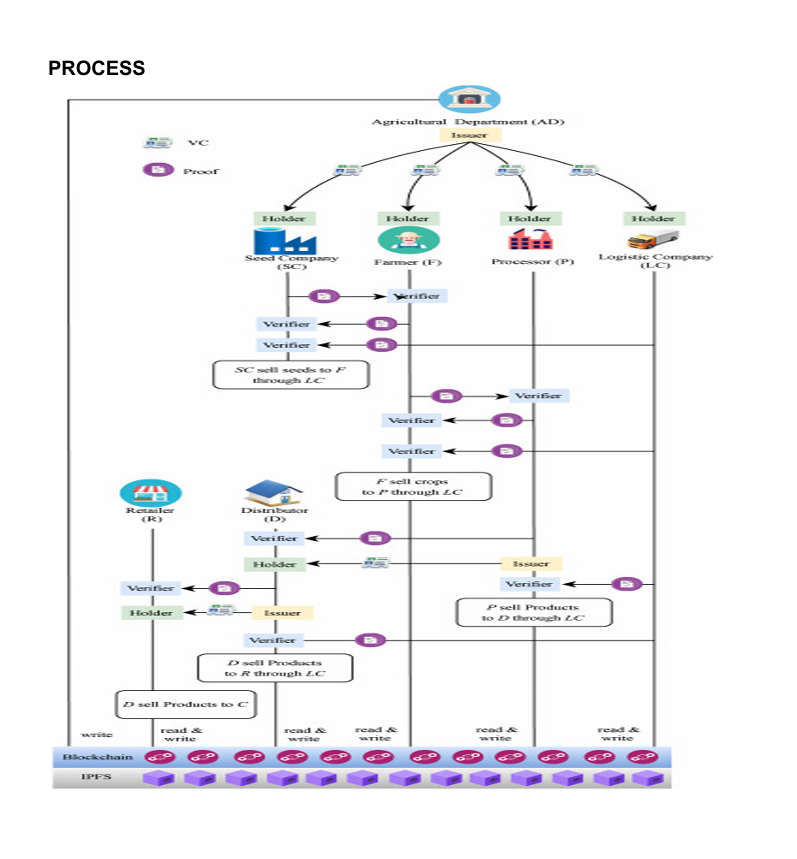 PROCESS
Agricultural Department (AD)
Issuer
VC
Proof
Holder
Holder
Holder
Holder
Seed Company
(SC)
Farmer (F)
Processor (P)
Logistic Company
(LC)
Verifier
Verifier
Verifier
SC sell seeds to F
through LC
Verifier
Verifier
Verifier
F sell crops
to P through LC
Retailer
(R)
Distributor
(D)
Verifier
Holder
Issuer
Verifier
Verifier
Holder
Issuer
P sell Products
to D through LC
Verifier
D sell Products
to R through LC
D sell Products to C
write
read &
write
read &
write
read &
write
read &
write
read &
write
Blockchain
IPFS